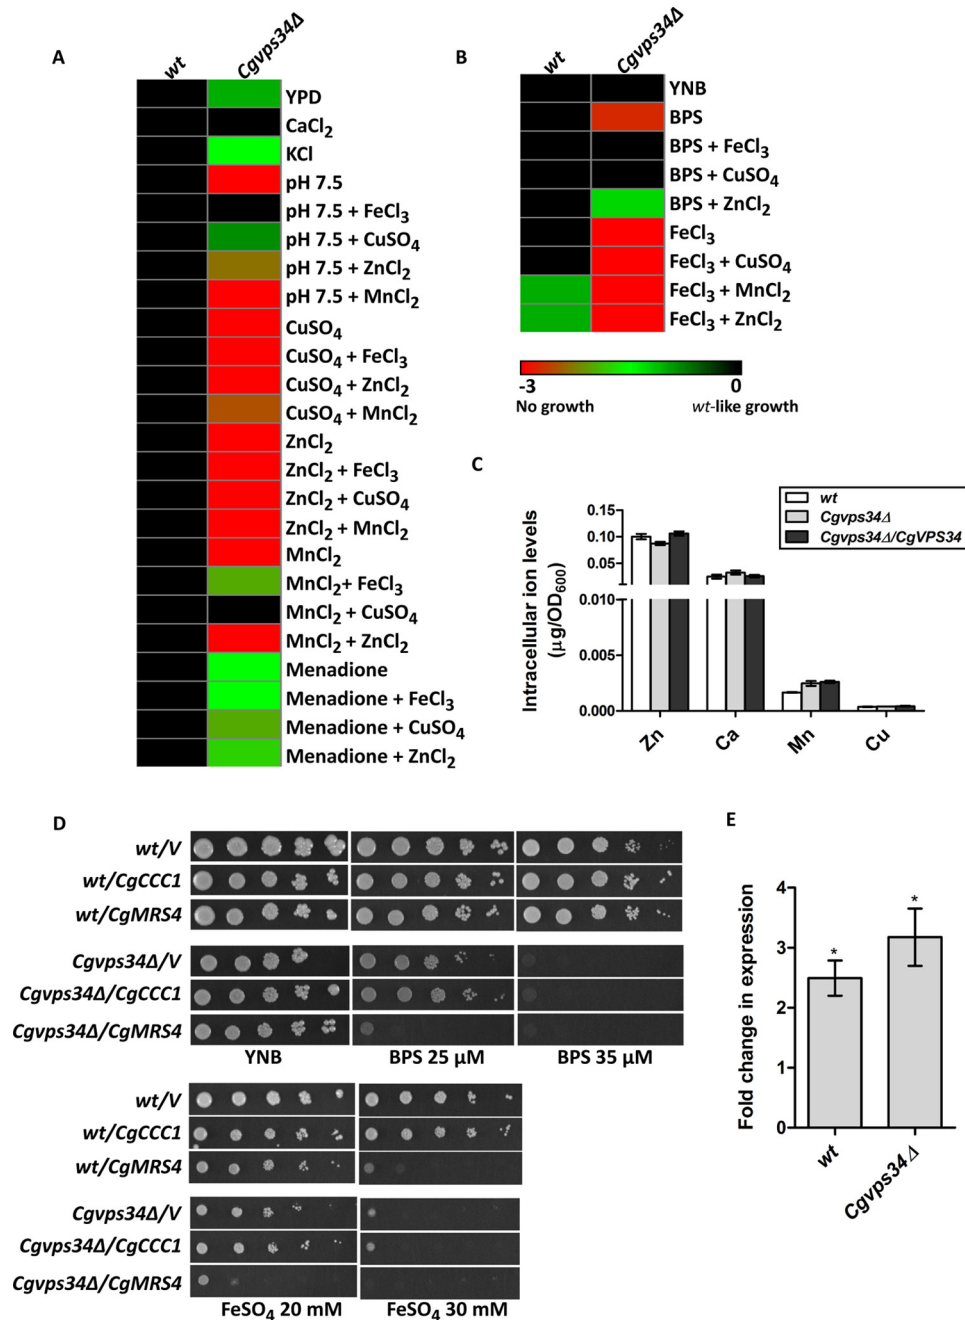 A
wt
Cgvps34Δ
YPD
CaCl2
KCl
pH 7.5
pH 7.5 + FeCl3
pH 7.5 + CuSO4
pH 7.5 + ZnCl2
pH 7.5 + MnCl2
CuSO4
CuSO4 + FeCl3
CuSO4 + ZnCl2
CuSO4 + MnCl2
ZnCl2
ZnCl2 + FeCl3
ZnCl2 + CuSO4
ZnCl2 + MnCl2
MnCl2
MnCl2+ FeCl3
MnCl2 + CuSO4
MnCl2 + ZnCl2
Menadione
Menadione + FeCl3
Menadione + CuSO4
Menadione + ZnCl2
B
wt
Cgvps34Δ
YNB
BPS
BPS + FeCl3
BPS + CuSO4
BPS + ZnCl2
FeCl3
FeCl3 + CuSO4
FeCl3 + MnCl2
FeCl3 + ZnCl2
-3 0
No growth wt-like growth
C
wt
Cgvps34Δ
Cgvps34Δ/CgVPS34
Intracellular ion levels
(μg/OD600)
0.10
0.05
0.010
0.005
0.000
Zn Ca Mn Cu
D
wt/V
wt/CgCCC1
wt/CgMRS4
Cgvps34Δ/V
Cgvps34Δ/CgCCC1
Cgvps34Δ/CgMRS4
YNB BPS 25 μM BPS 35 μM
wt/V
wt/CgCCC1
wt/CgMRS4
Cgvps34Δ/V
Cgvps34Δ/CgCCC1
Cgvps34Δ/CgMRS4
FeSO4 20 mM FeSO4 30 mM
E
Fold change in expression
4
3
2
1
0
*
*
wt
Cgvps34Δ